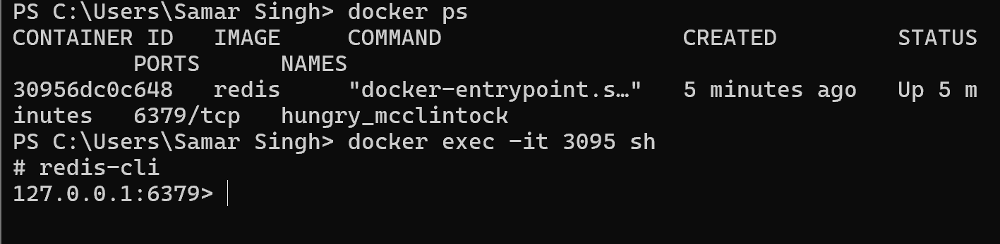 PS C:\Users\Samar Singh> docker ps
CONTAINER ID   IMAGE     COMMAND                  CREATED         STATUS
         PORTS      NAMES
30956dc0c648   redis     "docker-entrypoint.s…"   5 minutes ago   Up 5 m
inutes   6379/tcp   hungry_mcclintock
PS C:\Users\Samar Singh> docker exec -it 3095 sh
# redis-cli
127.0.0.1:6379>